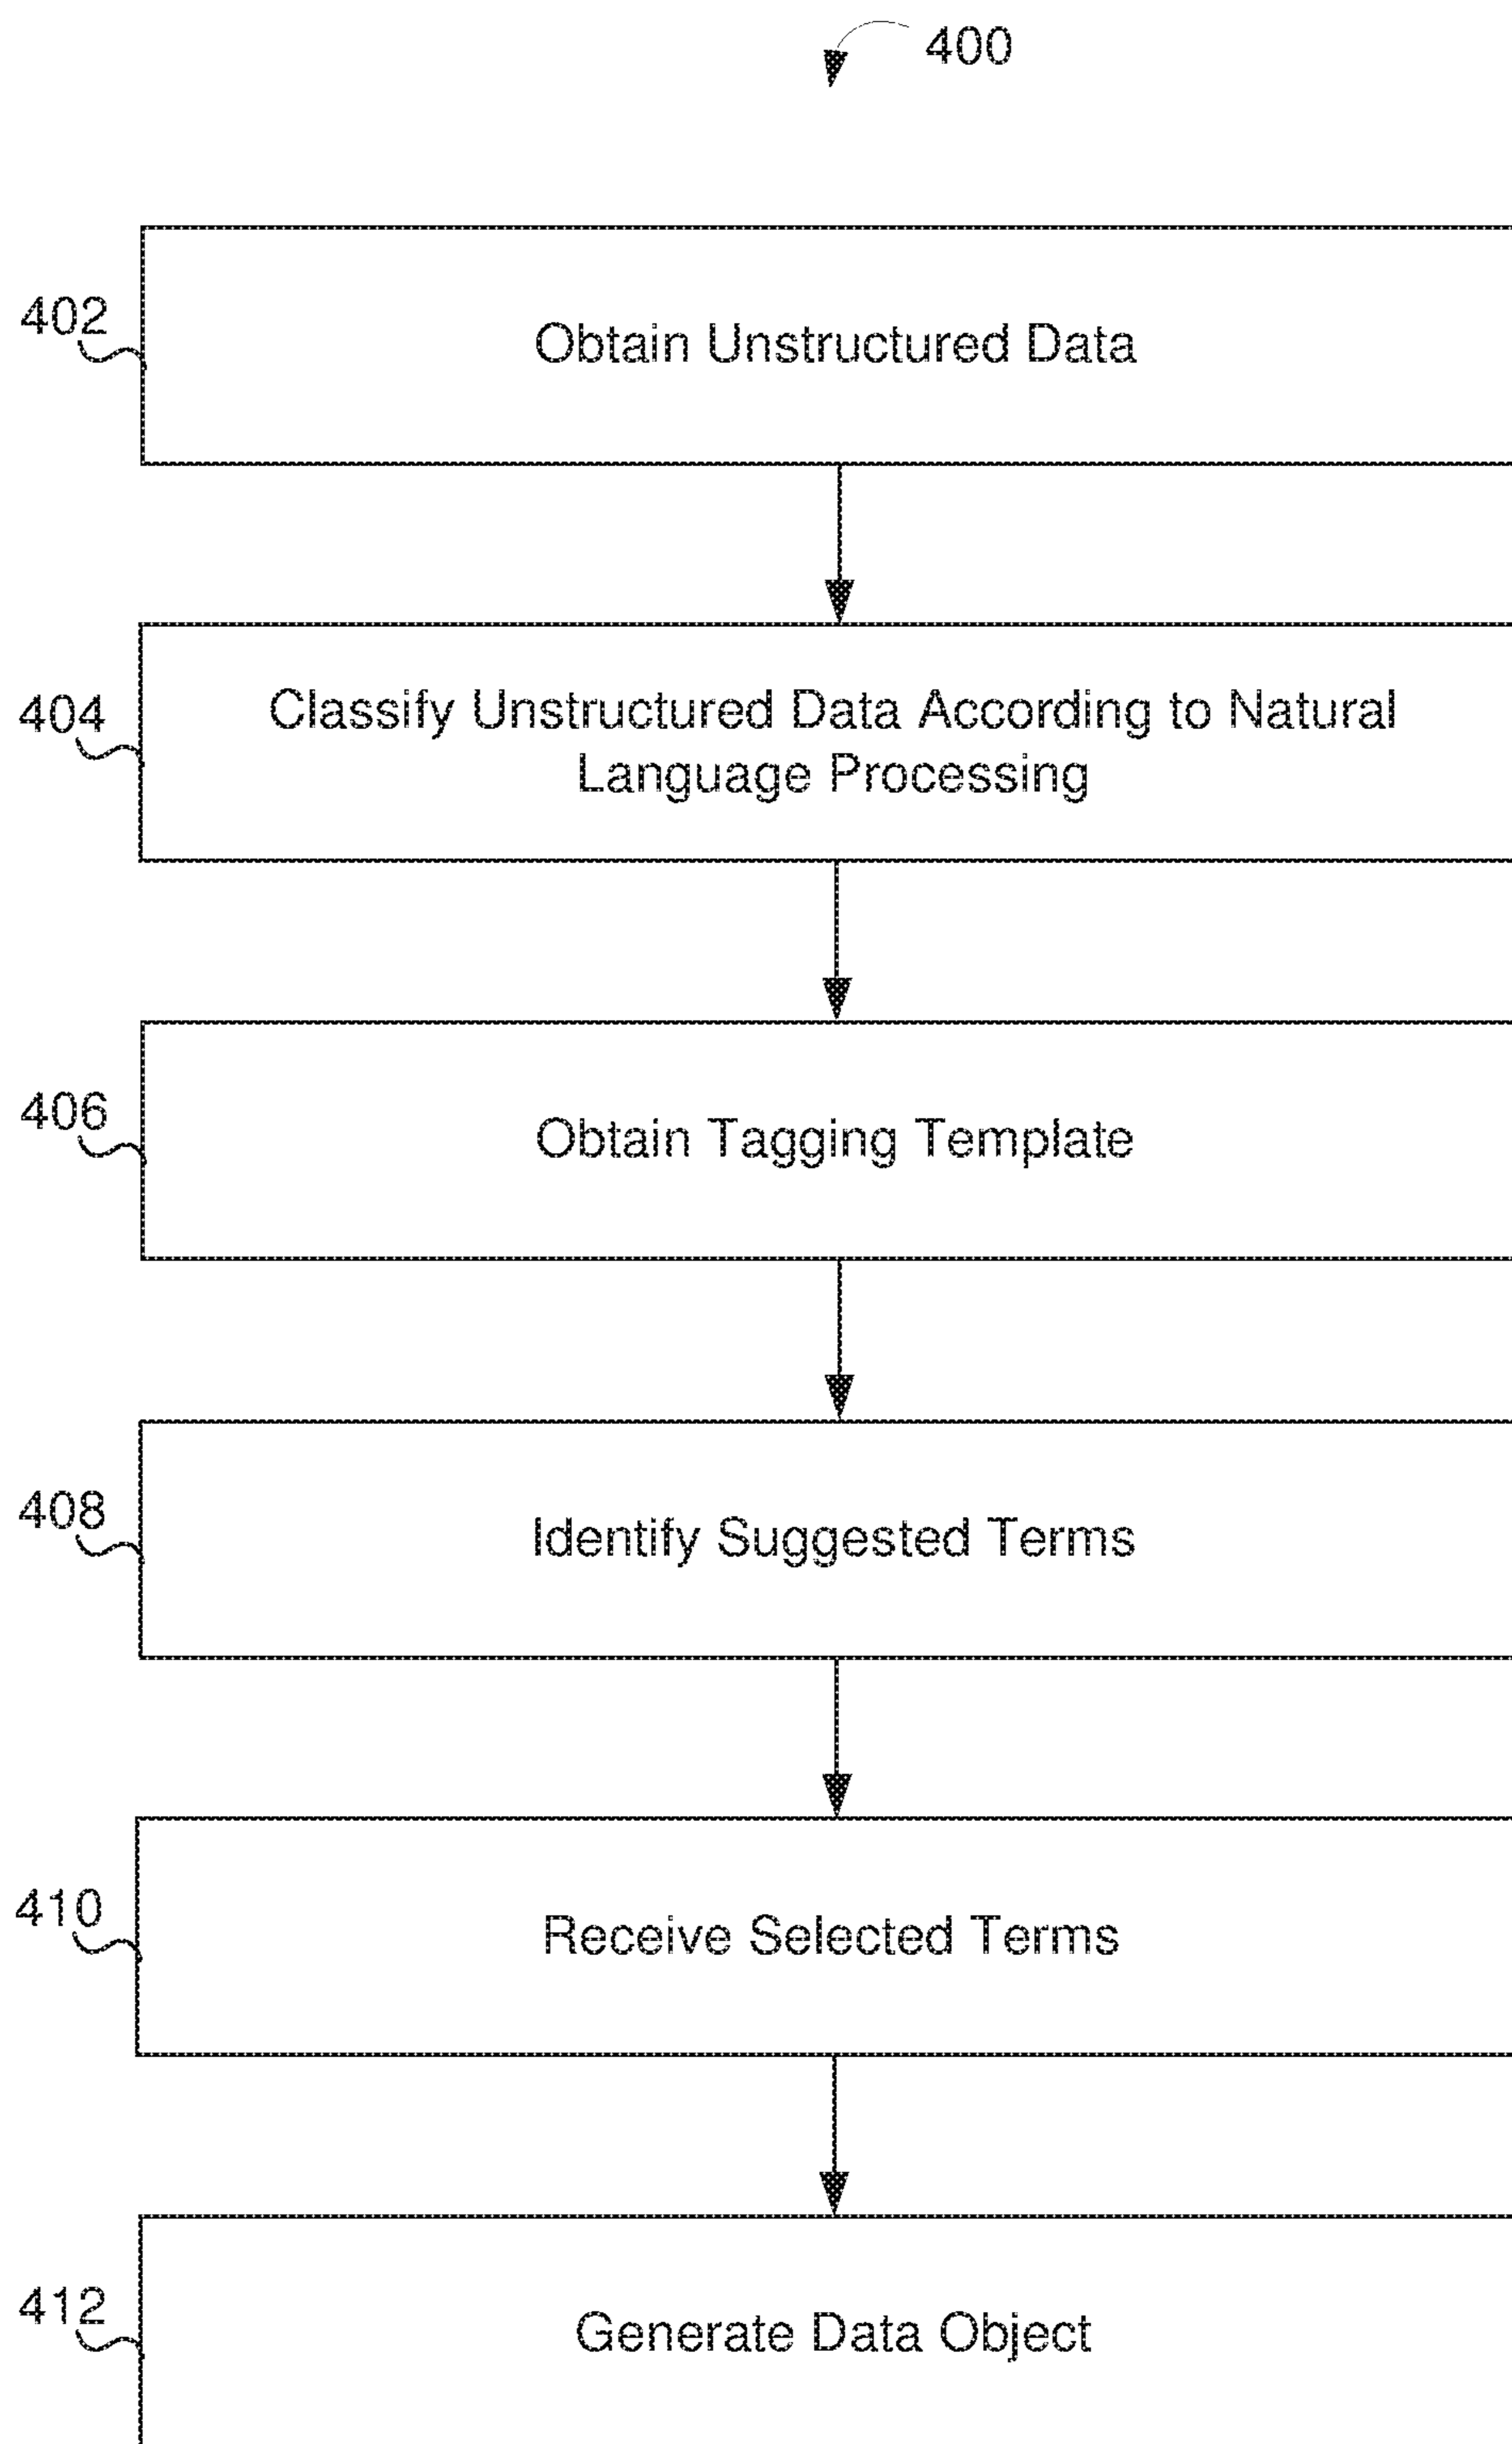 400
402
Obtain Unstructured Data
404
Classify Unstructured Data According to Natural
Language Processing
406
Obtain Tagging Template
408
Identify Suggested Terms
410
Receive Selected Terms
412
Generate Data Object